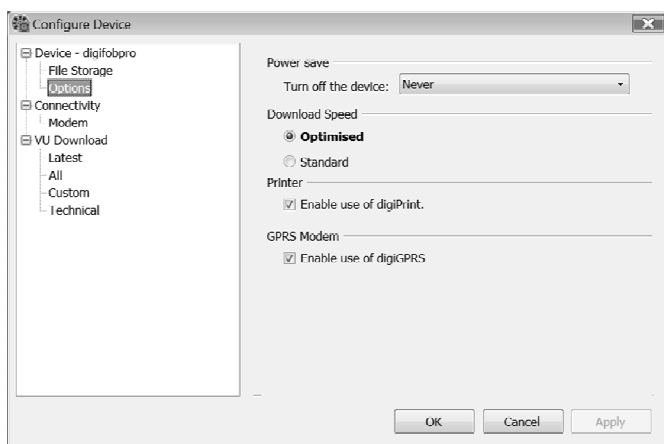 Configure Device
Device - digifobpro
File Storage
Options
Connectivity
Modem
VU Download
Latest
All
Custom
Technical
Power save
Turn off the device: Never
Download Speed
Optimised
Standard
Printer
Enable use of digiPrint.
GPRS Modem
Enable use of digiGPRS
OK Cancel Apply